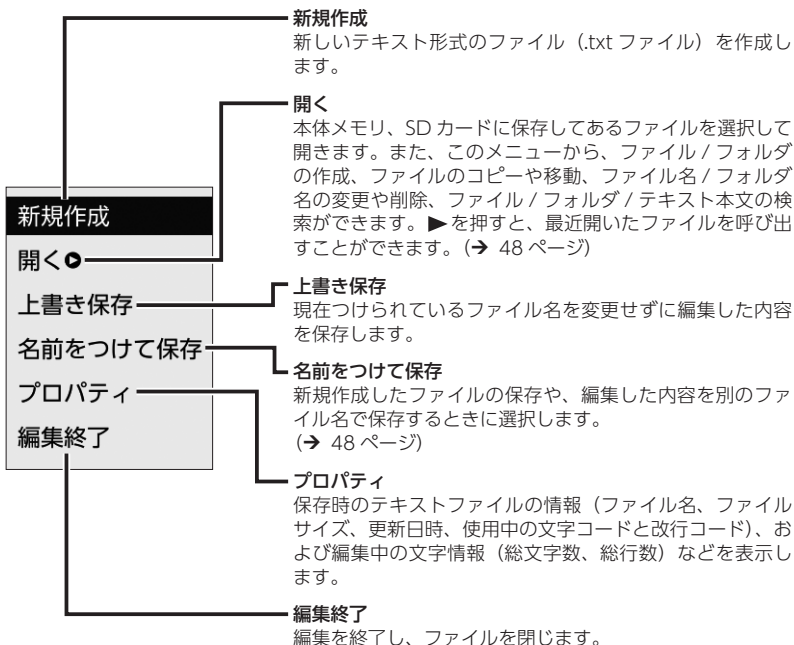 新規作成
新しいテキスト形式のファイル（.txt ファイル）を作成し
ます。
開く
本体メモリ、SD カードに保存してあるファイルを選択して
開きます。また、このメニューから、ファイル / フォルダ
の作成、ファイルのコピーや移動、ファイル名 / フォルダ
名の変更や削除、ファイル / フォルダ / テキスト本文の検
索ができます。▶を押すと、最近開いたファイルを呼び出
すことができます。（➔ 48 ページ）
上書き保存
現在つけられているファイル名を変更せずに編集した内容
を保存します。
名前をつけて保存
新規作成したファイルの保存や、編集した内容を別のファ
イル名で保存するときに選択します。
（➔ 48 ページ）
プロパティ
保存時のテキストファイルの情報（ファイル名、ファイル
サイズ、更新日時、使用中の文字コードと改行コード）、お
よび編集中の文字情報（総文字数、総行数）などを表示し
ます。
編集終了
編集を終了し、ファイルを閉じます。
新規作成
開く
上書き保存
名前をつけて保存
プロパティ
編集終了